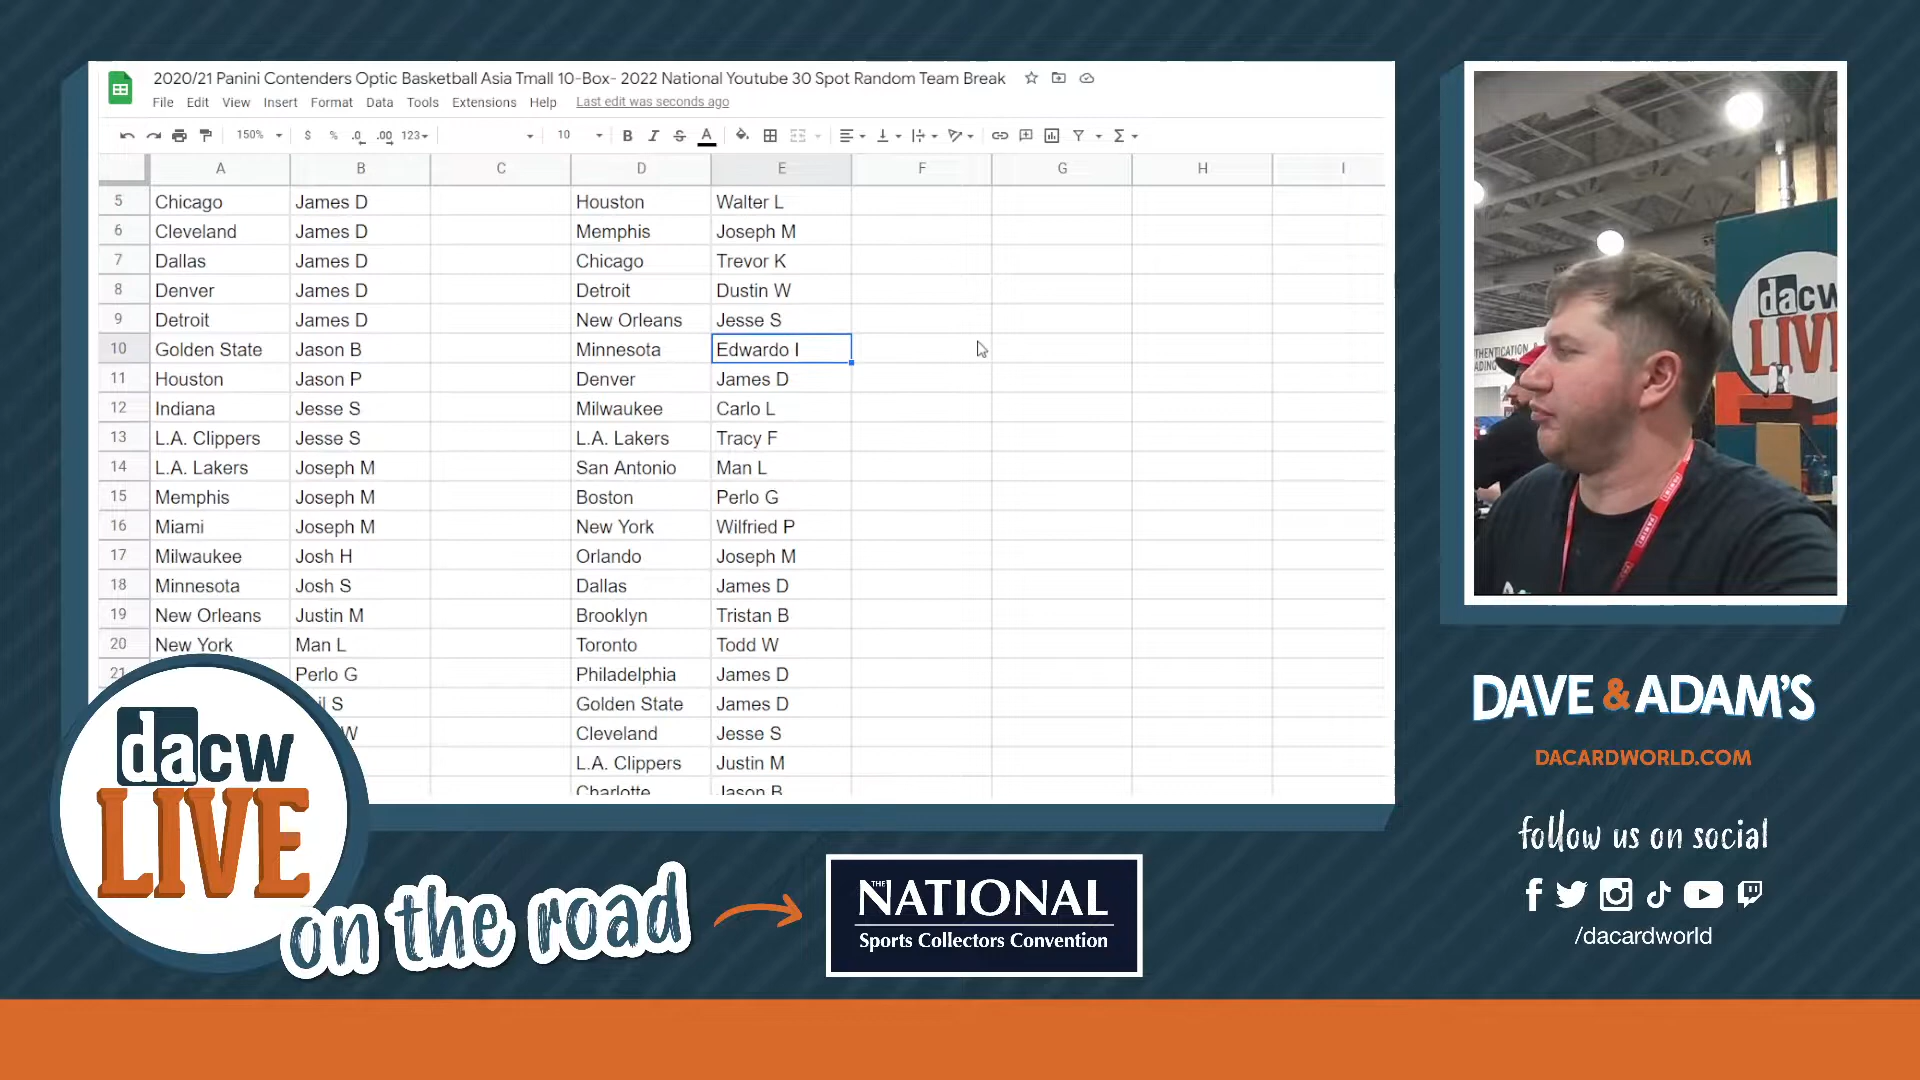 2020/21 Panini Contenders Optic Basketball Asia Tmall 10-Box- 2022 National Youtube 30 Spot Random Team Break
File Edit View Insert Format Data Tools Extensions Help Last edit was seconds ago
150% $ % .0 .00 123 10 B I S A
A B C D E F G H I
5 Chicago James D Houston Walter L
6 Cleveland James D Memphis Joseph M
7 Dallas James D Chicago Trevor K
8 Denver James D Detroit Dustin W
9 Detroit James D New Orleans Jesse S
10 Golden State Jason B Minnesota Edwardo I
11 Houston Jason P Denver James D
12 Indiana Jesse S Milwaukee Carlo L
13 L.A. Clippers Jesse S L.A. Lakers Tracy F
14 L.A. Lakers Joseph M San Antonio Man L
15 Memphis Joseph M Boston Perlo G
16 Miami Joseph M New York Wilfried P
17 Milwaukee Josh H Orlando Joseph M
18 Minnesota Josh S Dallas James D
19 New Orleans Justin M Brooklyn Tristan B
20 New York Man L Toronto Todd W
21 Perlo G Philadelphia James D
S Golden State James D
W Cleveland Jesse S
L.A. Clippers Justin M
Charlotte Jason B
dacw
LIVE
on the road
THE NATIONAL
Sports Collectors Convention
dacw
LIVE
PANINI
DAVE & ADAM'S
DACARDWORLD.COM
follow us on social
/dacardworld